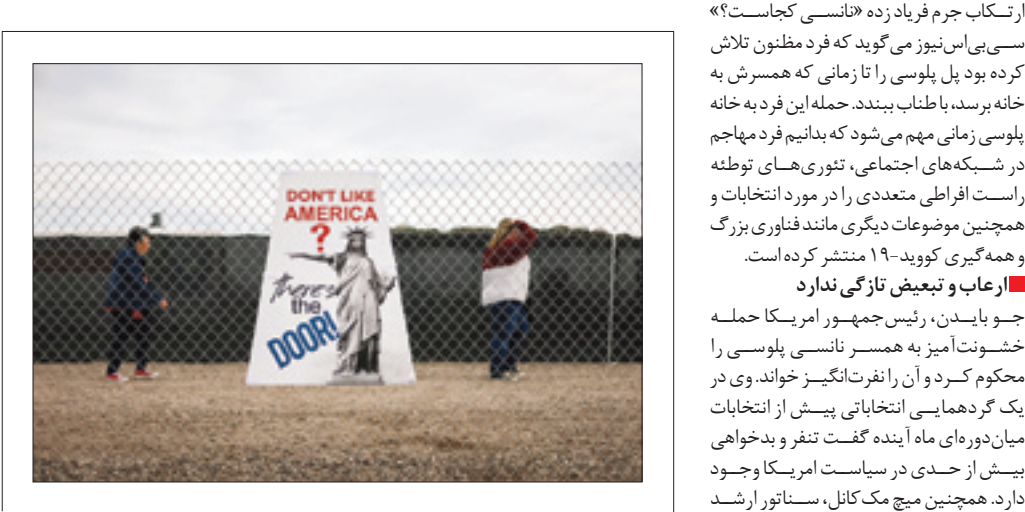 ارتکاب جرم فریاد زده «نانسی کجاست؟»
سی‌بی‌اس‌نیوز می‌گوید که فرد مظنون تلاش
کرده بود پل پلوسی را تا زمانی که همسرش به
خانه برسد، با طناب ببندد. حمله این فرد به خانه
پلوسی زمانی مهم می‌شود که بدانیم فرد مهاجم
در شبکه‌های اجتماعی، تئوری‌های توطئه
راست افراطی متعددی را در مورد انتخابات و
همچنین موضوعات دیگری مانند فناوری بزرگ
و همه‌گیری کووید-۱۹ منتشر کرده است.
ارعاب و تبعیض تازگی ندارد
جو بایدن، رئیس‌جمهور امریکا حمله
خشونت‌آمیز به همسر نانسی پلوسی را
محکوم کرد و آن را نفرت‌انگیز خواند. وی در
یک گردهمایی انتخاباتی پیش از انتخابات
میان‌دوره‌ای ماه آینده گفت تنفر و بدخواهی
بیش از حدی در سیاست امریکا وجود
دارد. همچنین میچ مک‌کانل، سناتور ارشد
DON'T LIKE
AMERICA
?
there's
the
DOOR!